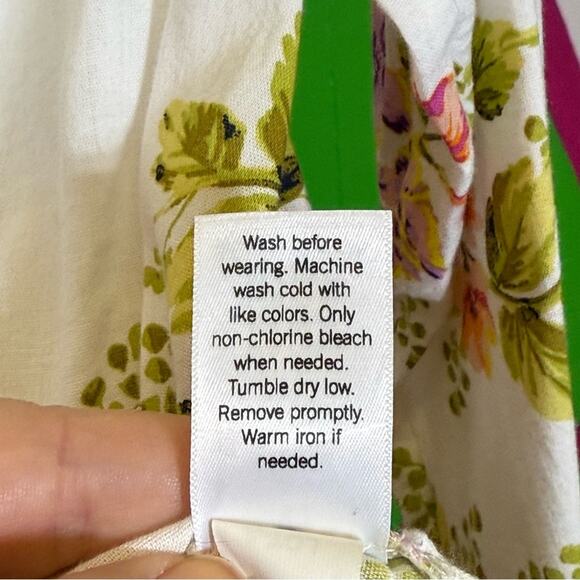 Wash before
wearing. Machine
wash cold with
like colors. Only
non-chlorine bleach
when needed.
Tumble dry low.
Remove promptly.
Warm iron if
needed.